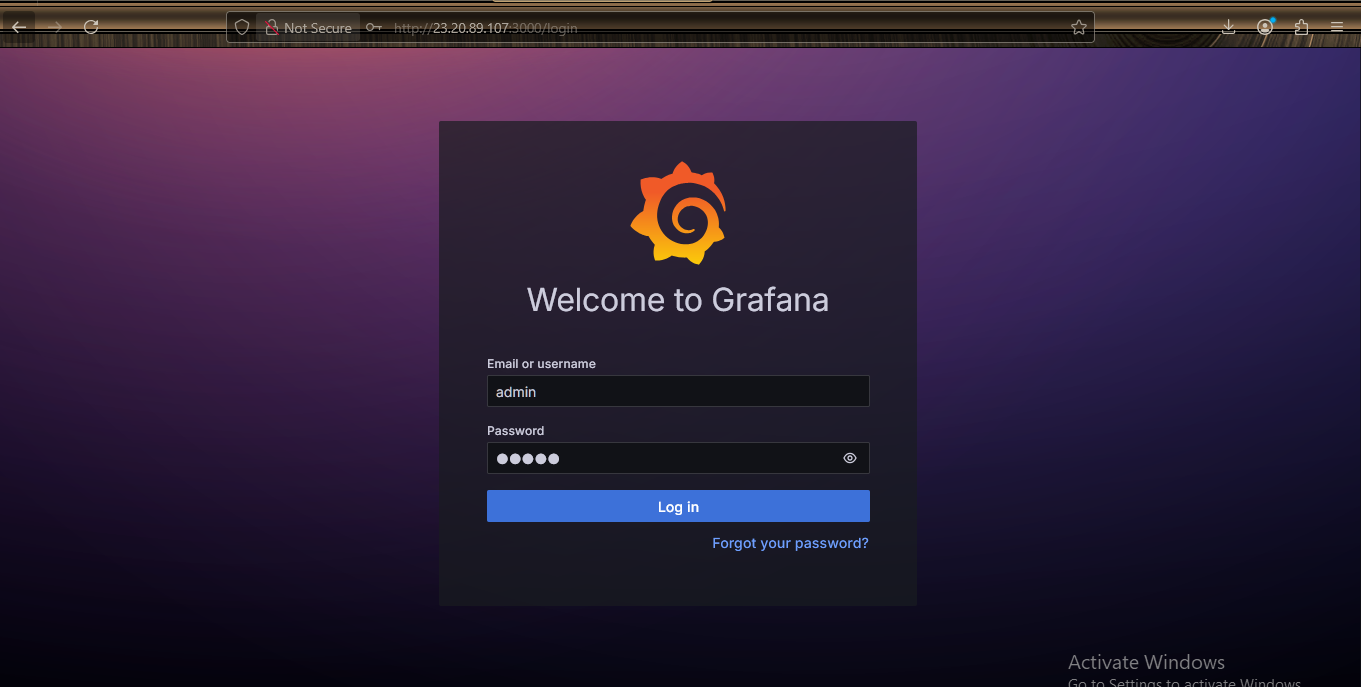 Not Secure http://23.20.89.107:3000/login
Welcome to Grafana
Email or username
admin
Password
●●●●●
Log in
Forgot your password?
Activate Windows
Go to Settings to activate Windows.